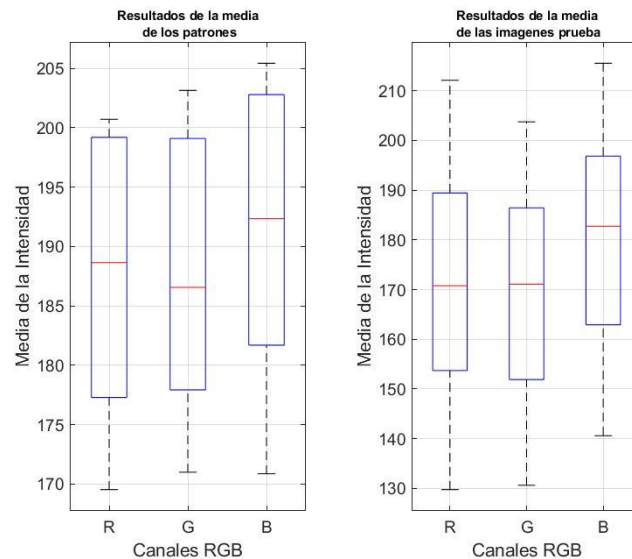 Resultados de la media
de los patrones
205
200
195
190
185
180
175
170
Media de la Intensidad
R G B
Canales RGB
Resultados de la media
de las imagenes prueba
210
200
190
180
170
160
150
140
130
Media de la Intensidad
R G B
Canales RGB